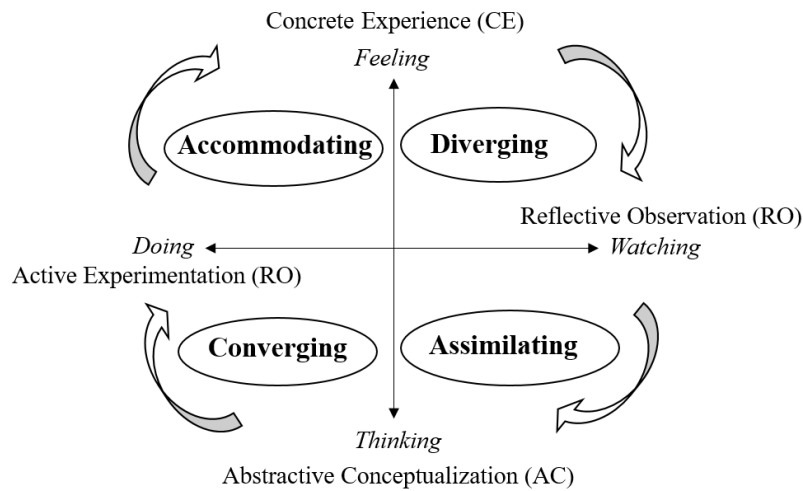 Concrete Experience (CE)
Feeling
Accommodating
Diverging
Reflective Observation (RO)
Doing
Watching
Active Experimentation (RO)
Converging
Assimilating
Thinking
Abstractive Conceptualization (AC)